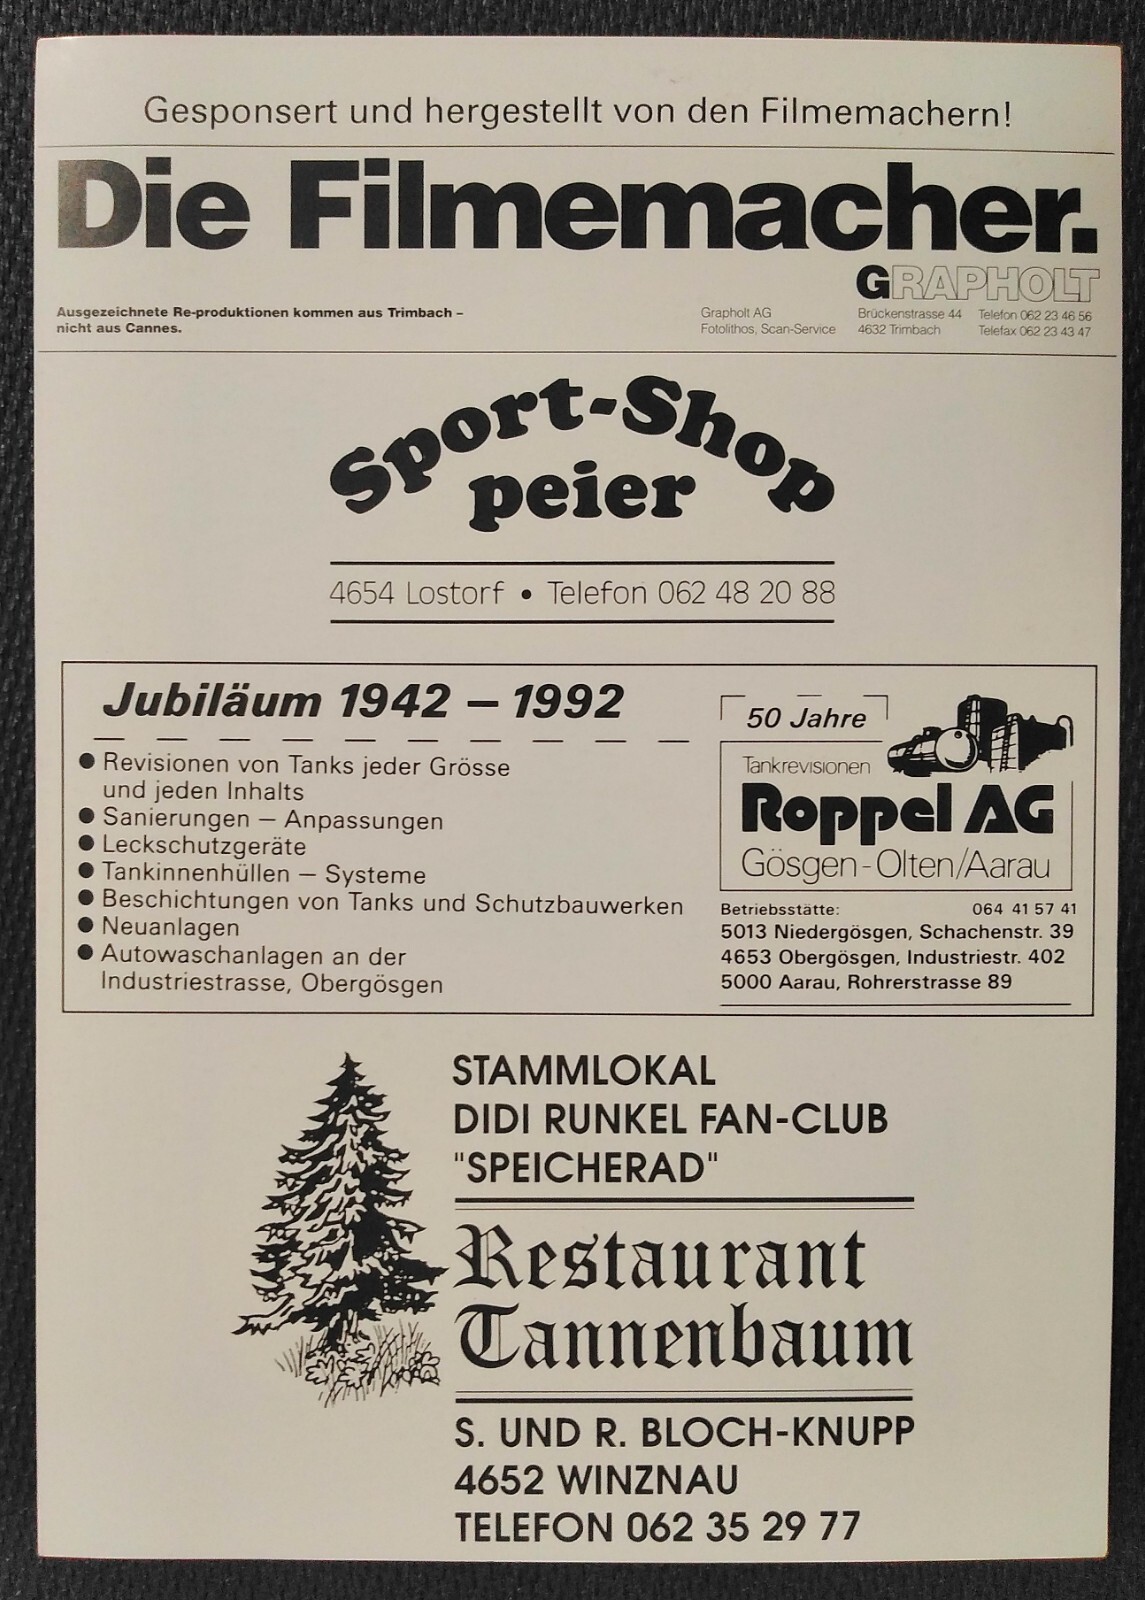 Gesponsert und hergestellt von den Filmemachern!
Die Filmemacher.
GRAPHOLT
Ausgezeichnete Re-produktionen kommen aus Trimbach –
nicht aus Cannes.
Grapholt AG
Fotolithos, Scan-Service
Brückenstrasse 44
4632 Trimbach
Telefon 062 23 46 56
Telefax 062 23 43 47
Sport-Shop
peier
4654 Lostorf • Telefon 062 48 20 88
Jubiläum 1942 – 1992
● Revisionen von Tanks jeder Grösse
und jeden Inhalts
● Sanierungen – Anpassungen
● Leckschutzgeräte
● Tankinnenhüllen – Systeme
● Beschichtungen von Tanks und Schutzbauwerken
● Neuanlagen
● Autowaschanlagen an der
Industriestrasse, Obergösgen
50 Jahre
Tankrevisionen
Roppel AG
Gösgen-Olten/Aarau
Betriebsstätte: 064 41 57 41
5013 Niedergösgen, Schachenstr. 39
4653 Obergösgen, Industriestr. 402
5000 Aarau, Rohrerstrasse 89
STAMMLOKAL
DIDI RUNKEL FAN-CLUB
"SPEICHERAD"
Restaurant
Tannenbaum
S. UND R. BLOCH-KNUPP
4652 WINZNAU
TELEFON 062 35 29 77